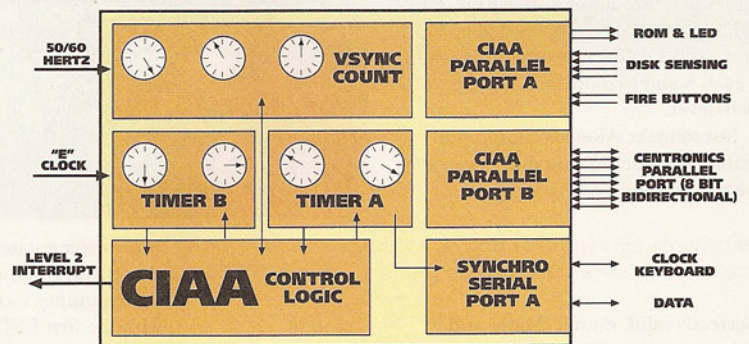 50/60
HERTZ
VSYNC
COUNT
CIAA
PARALLEL
PORT A
ROM & LED
DISK SENSING
FIRE BUTTONS
"E"
CLOCK
TIMER B
TIMER A
CIAA
PARALLEL
PORT B
CENTRONICS
PARALLEL
PORT (8 BIT
BIDIRECTIONAL)
LEVEL 2
INTERRUPT
CIAA CONTROL
LOGIC
SYNCHRO
SERIAL
PORT A
CLOCK
KEYBOARD
DATA